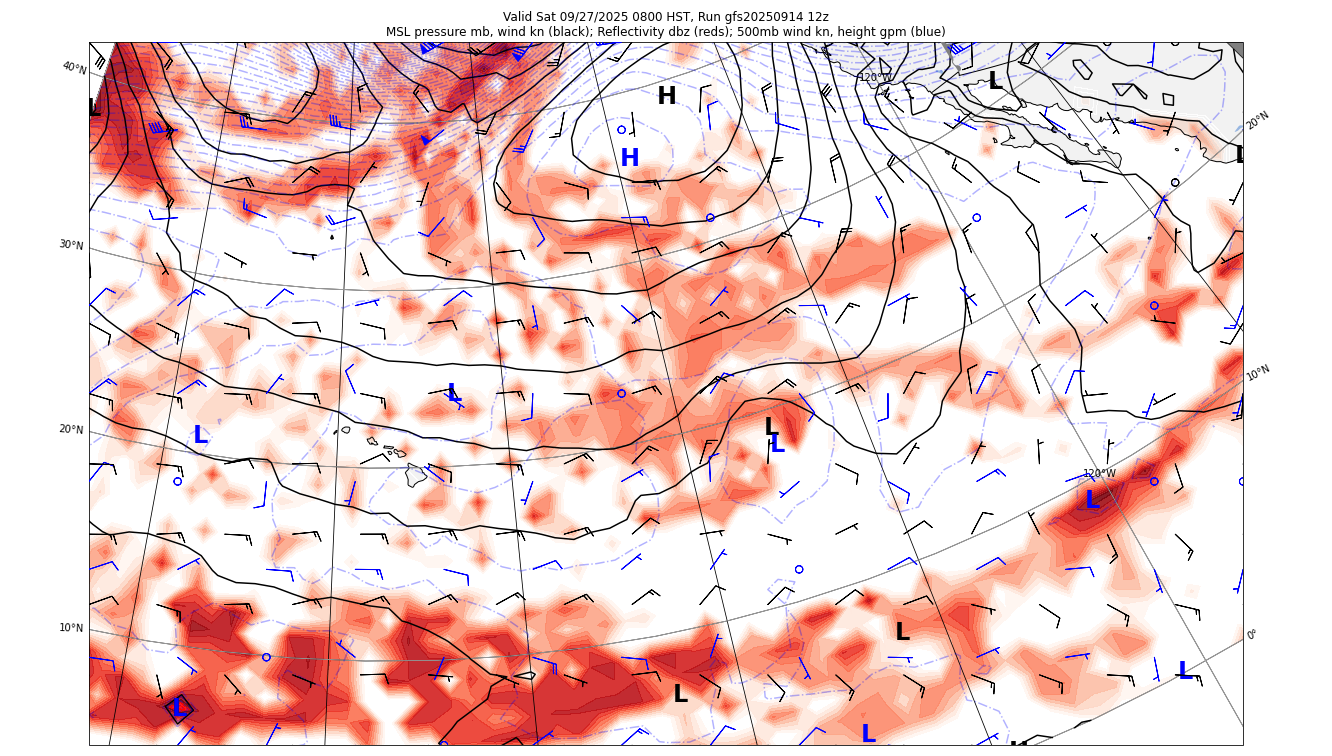 Valid Sat 09/27/2025 0800 HST, Run gfs20250914 12z
MSL pressure mb, wind kn (black); Reflectivity dbz (reds); 500mb wind kn, height gpm (blue)
40°N
120°W
L
H
L
20°N
H
L
30°N
10°N
L
L
L
L
20°N
120°W
L
10°N
L
0°
L
L
L
L